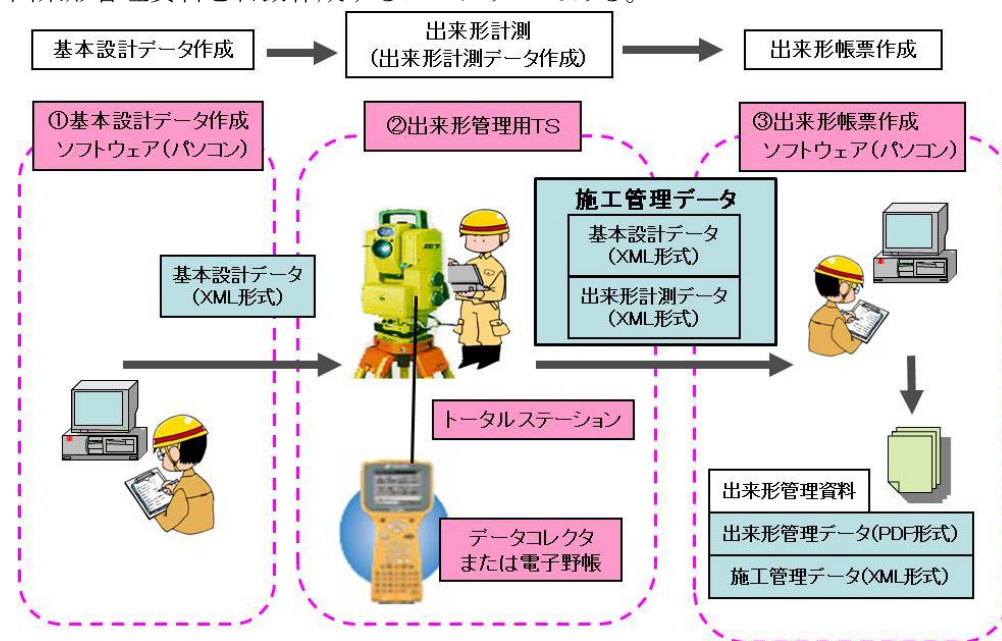 基本設計データ作成
出来形計測
(出来形計測データ作成)
出来形帳票作成
①基本設計データ作成
ソフトウェア(パソコン)
②出来形管理用TS
③出来形帳票作成
ソフトウェア(パソコン)
施工管理データ
基本設計データ
(XML形式)
出来形計測データ
(XML形式)
基本設計データ
(XML形式)
トータルステーション
データコレクタ
または電子野帳
出来形管理資料
出来形管理データ(PDF形式)
施工管理データ(XML形式)